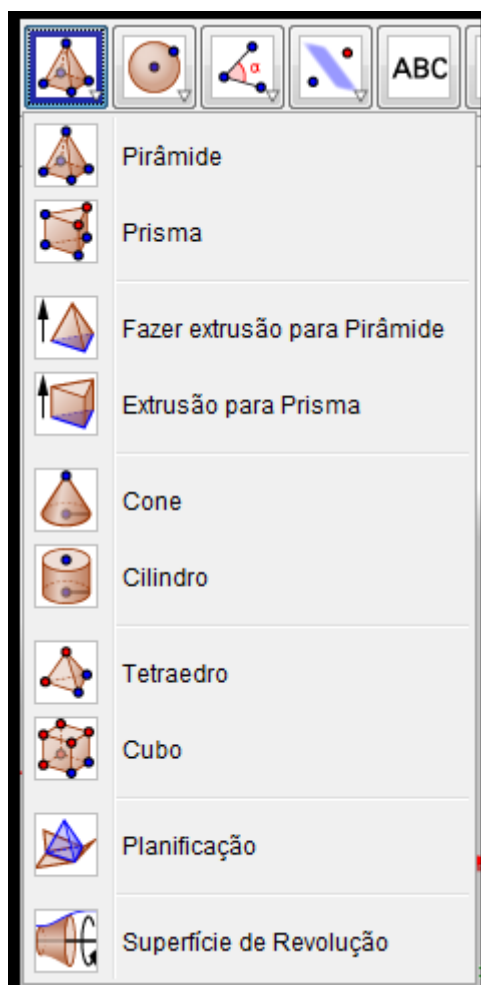 α
ABC
Pirâmide
Prisma
Fazer extrusão para Pirâmide
Extrusão para Prisma
Cone
Cilindro
Tetraedro
Cubo
Planificação
Superfície de Revolução